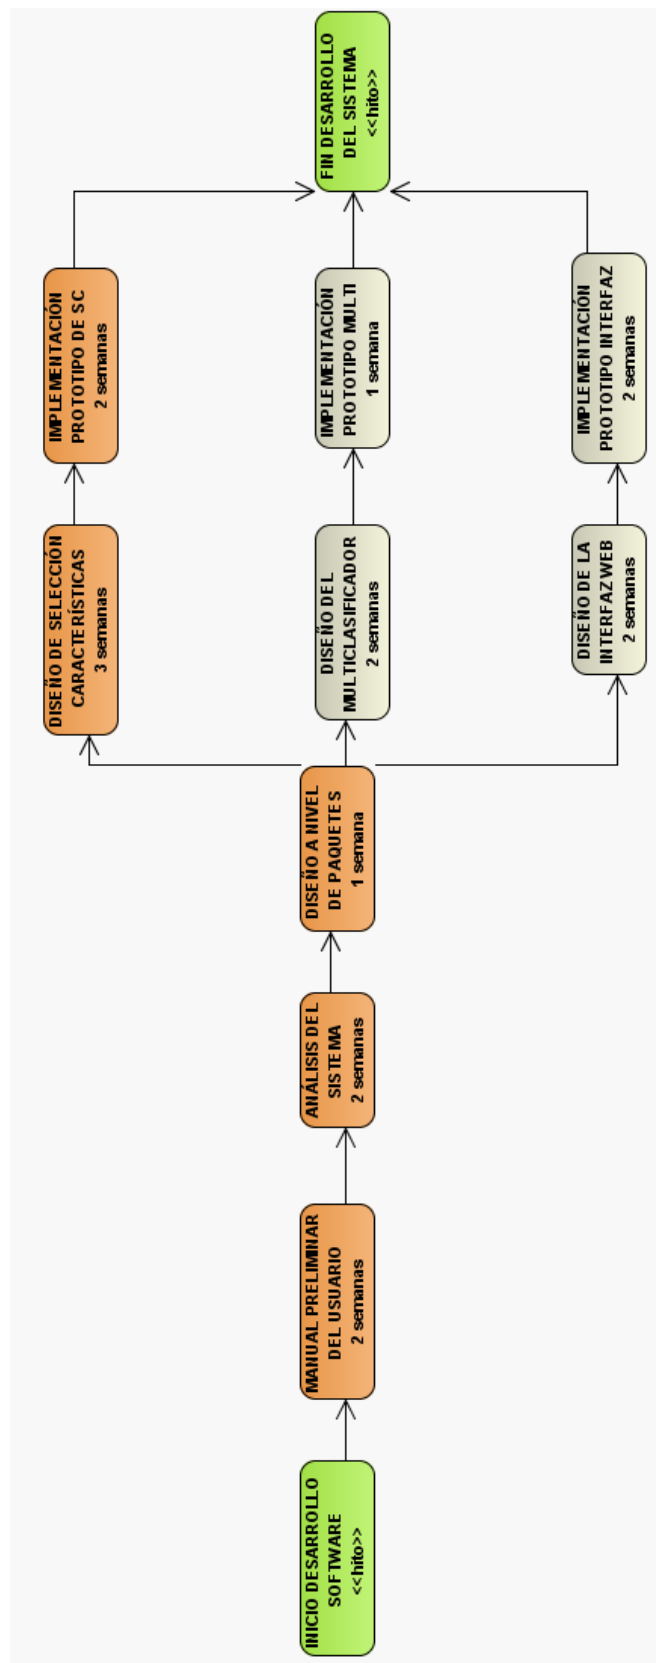 INICIO DESARROLLO
SOFTWARE
<<hito>>
MANUAL PRELIMINAR
DEL USUARIO
2 semanas
ANÁLISIS DEL
SISTEMA
2 semanas
DISEÑO A NIVEL
DE PAQUETES
1 semana
DISEÑO DE SELECCIÓN
CARACTERÍSTICAS
3 semanas
IMPLEMENTACIÓN
PROTOTIPO DE SC
2 semanas
DISEÑO DEL
MULTICLASIFICADOR
2 semanas
IMPLEMENTACIÓN
PROTOTIPO MULTI
1 semana
DISEÑO DE LA
INTERFAZ WEB
2 semanas
IMPLEMENTACIÓN
PROTOTIPO INTERFAZ
2 semanas
FIN DESARROLLO
DEL SISTEMA
<<hito>>